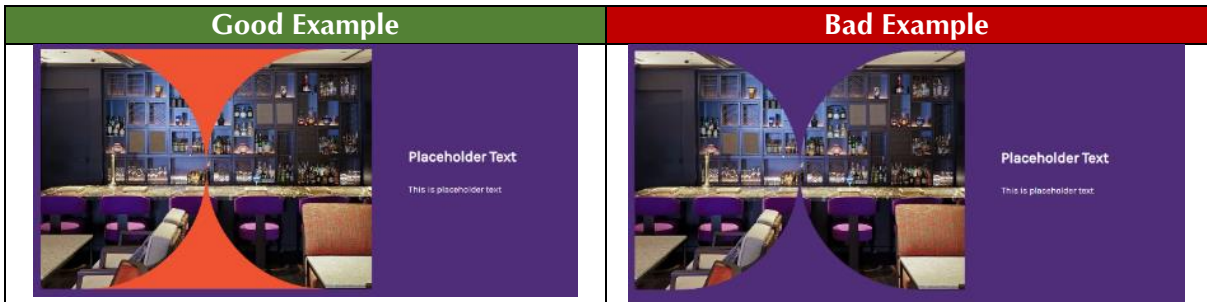 Good Example
Bad Example
Placeholder Text
This is placeholder text
Placeholder Text
This is placeholder text